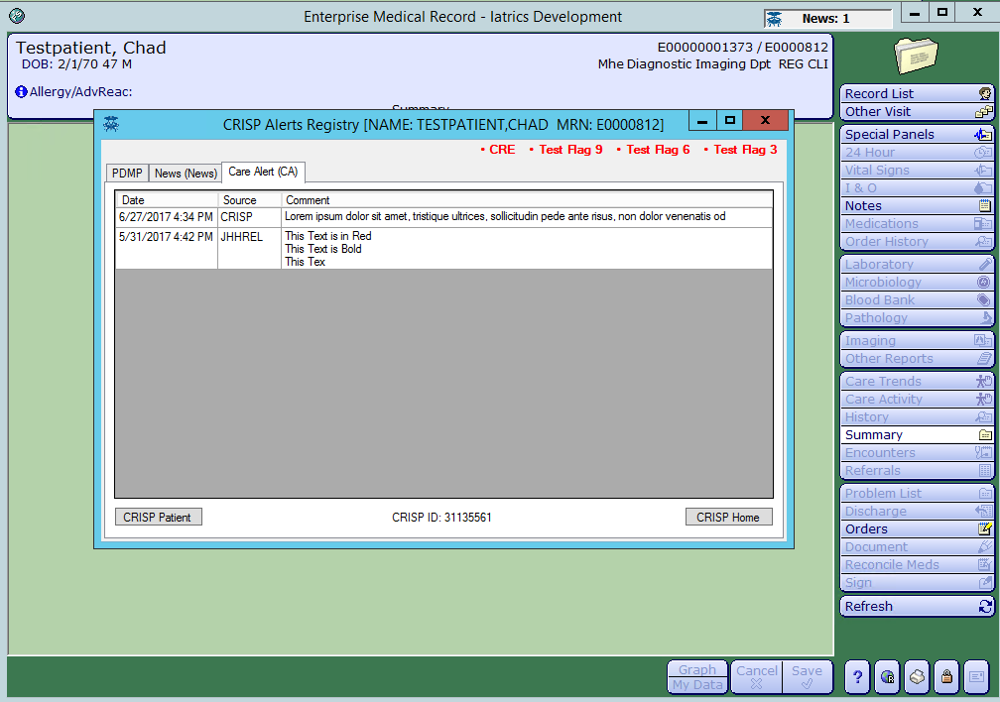 Enterprise Medical Record - Iatrics Development
News: 1
Testpatient, Chad
DOB: 2/1/70 47 M
E00000001373 / E0000812
Mhe Diagnostic Imaging Dpt REG CLI
Allergy/AdvReac:
Summary
CRISP Alerts Registry [NAME: TESTPATIENT,CHAD MRN: E0000812]
• CRE • Test Flag 9 • Test Flag 6 • Test Flag 3
PDMP News (News) Care Alert (CA)
Date Source Comment
6/27/2017 4:34 PM CRISP Lorem ipsum dolor sit amet, tristique ultrices, sollicitudin pede ante risus, non dolor venenatis od
5/31/2017 4:42 PM JHHREL This Text is in Red
This Text is Bold
This Tex
CRISP Patient CRISP ID: 31135561 CRISP Home
Record List
Other Visit
Special Panels
24 Hour
Vital Signs
I & O
Notes
Medications
Order History
Laboratory
Microbiology
Blood Bank
Pathology
Imaging
Other Reports
Care Trends
Care Activity
History
Summary
Encounters
Referrals
Problem List
Discharge
Orders
Document
Reconcile Meds
Sign
Refresh
Graph
My Data
Cancel
Save